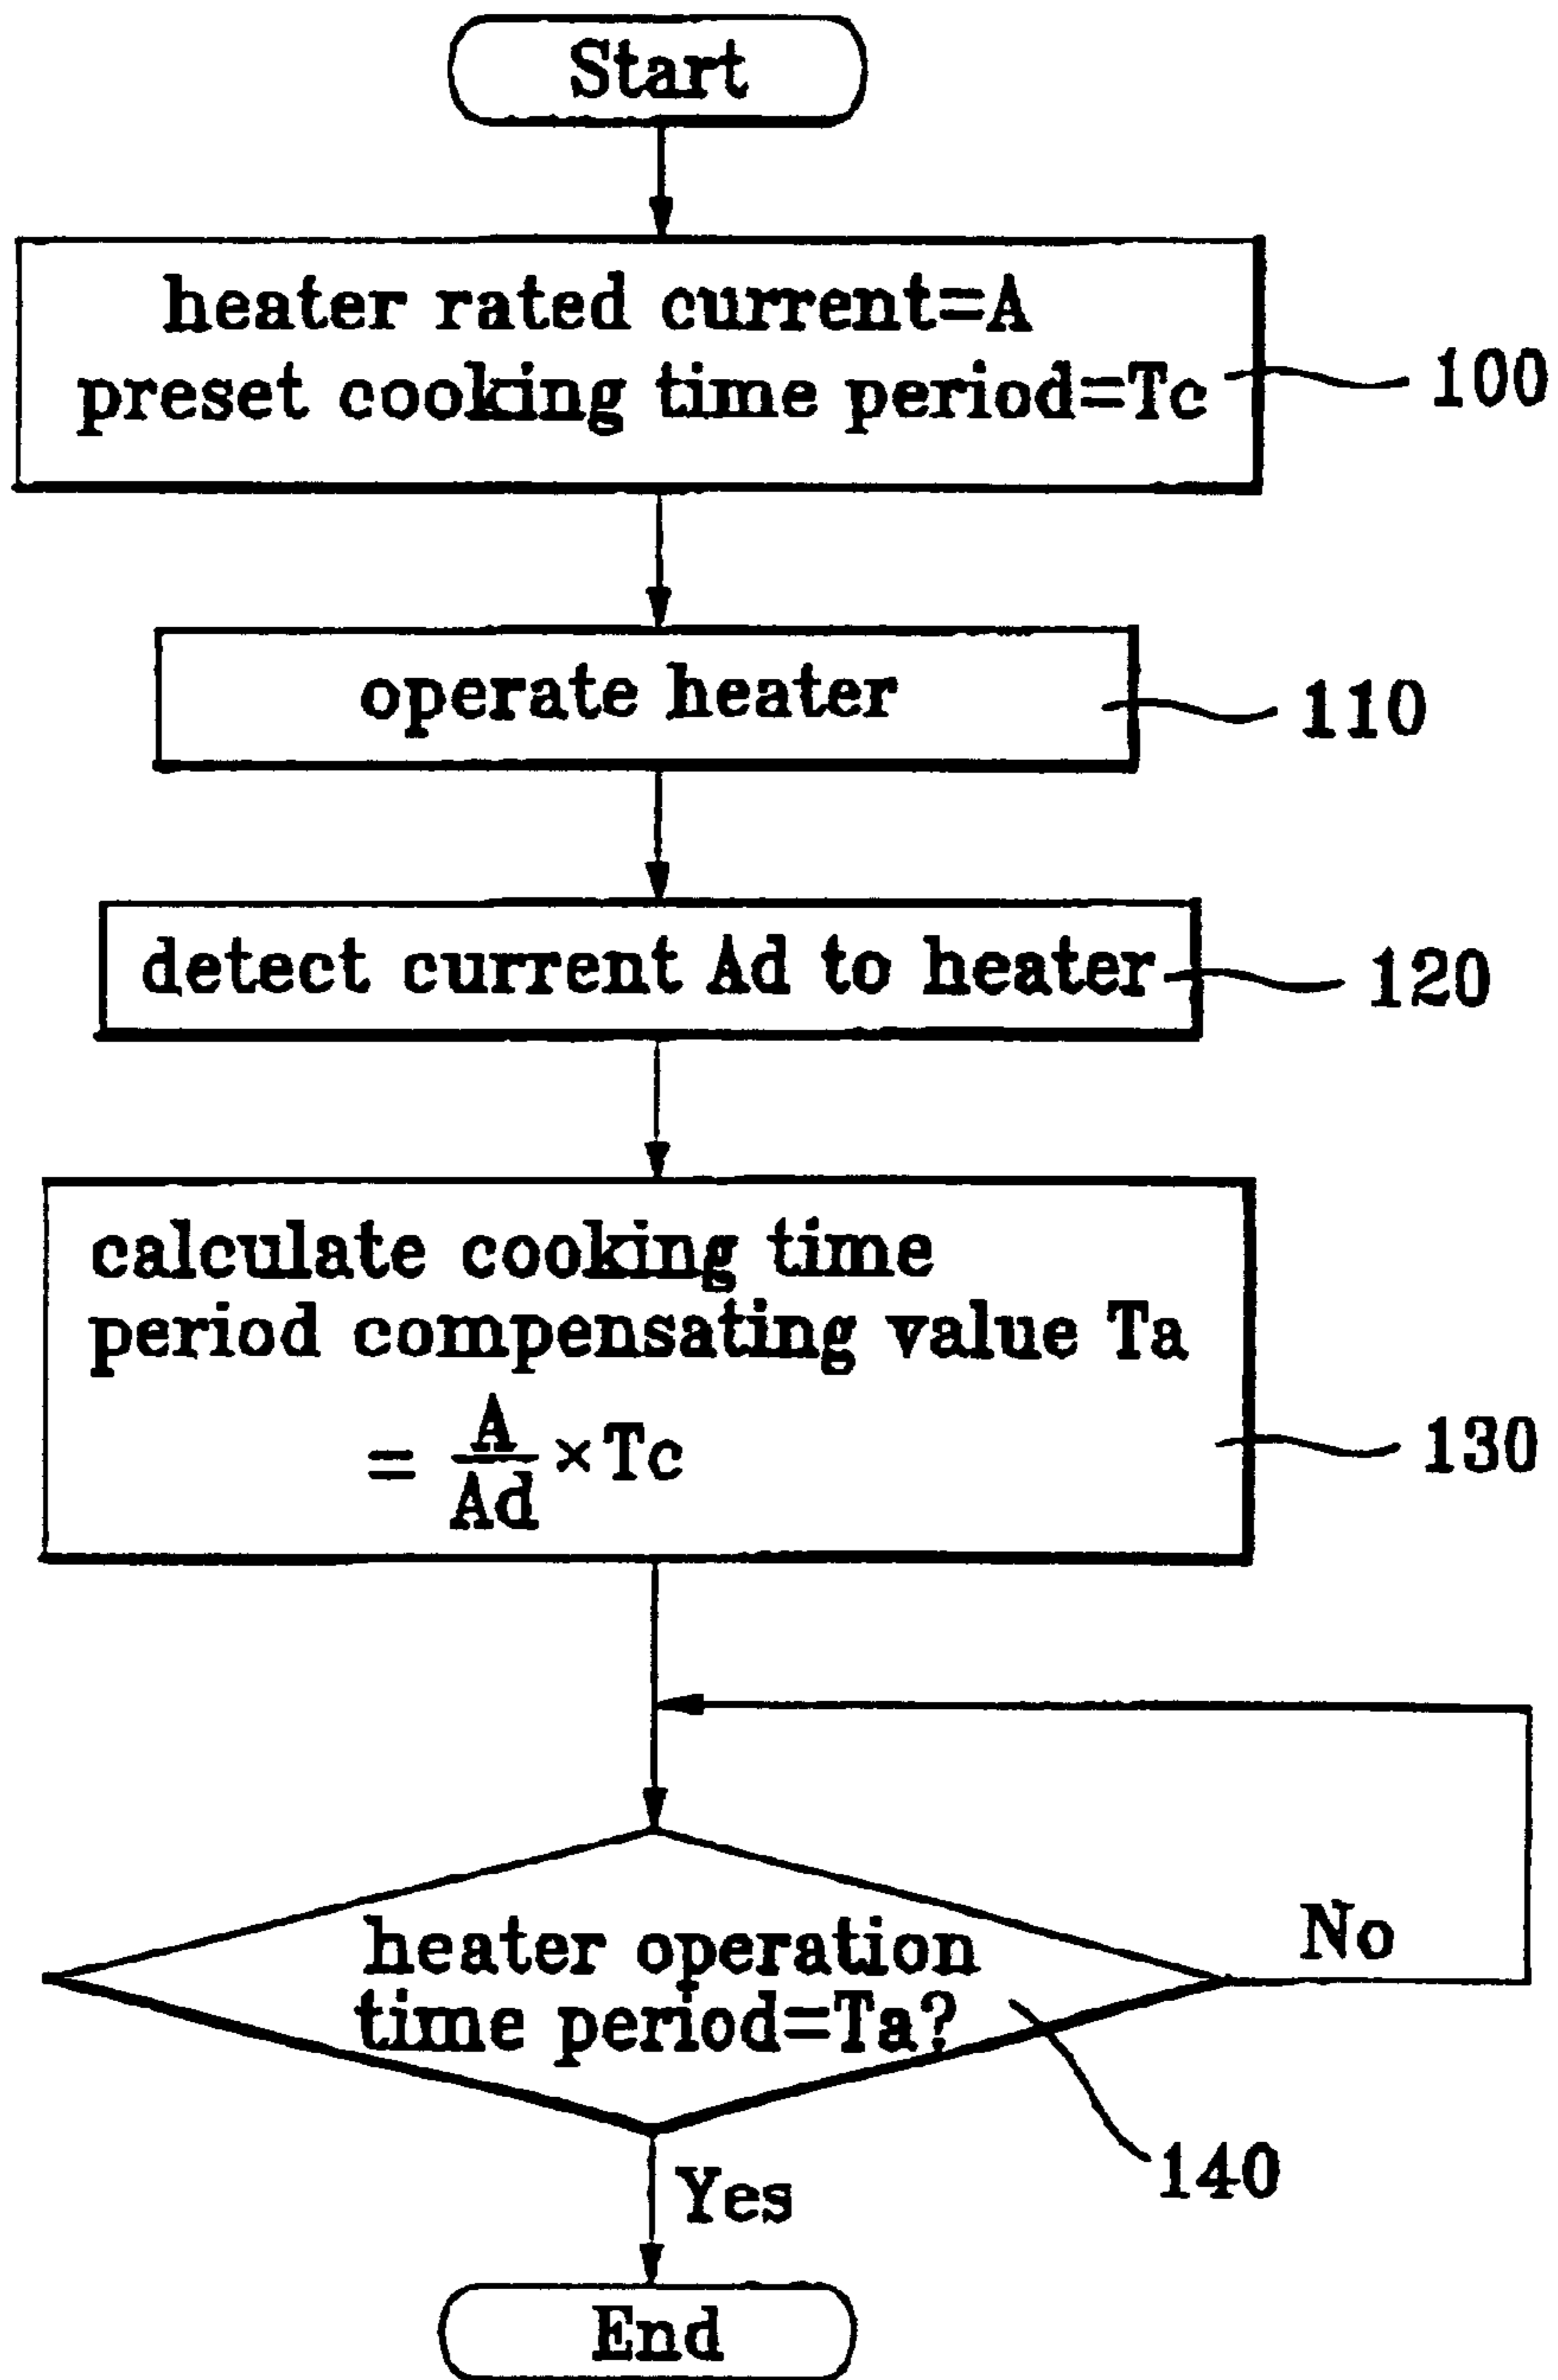 Start
heater rated current=A
preset cooking time period=Tc
100
operate heater
110
detect current Ad to heater
120
calculate cooking time
period compensating value Ta
= A/Ad ×Tc
130
heater operation
time period=Ta?
No
140
Yes
End